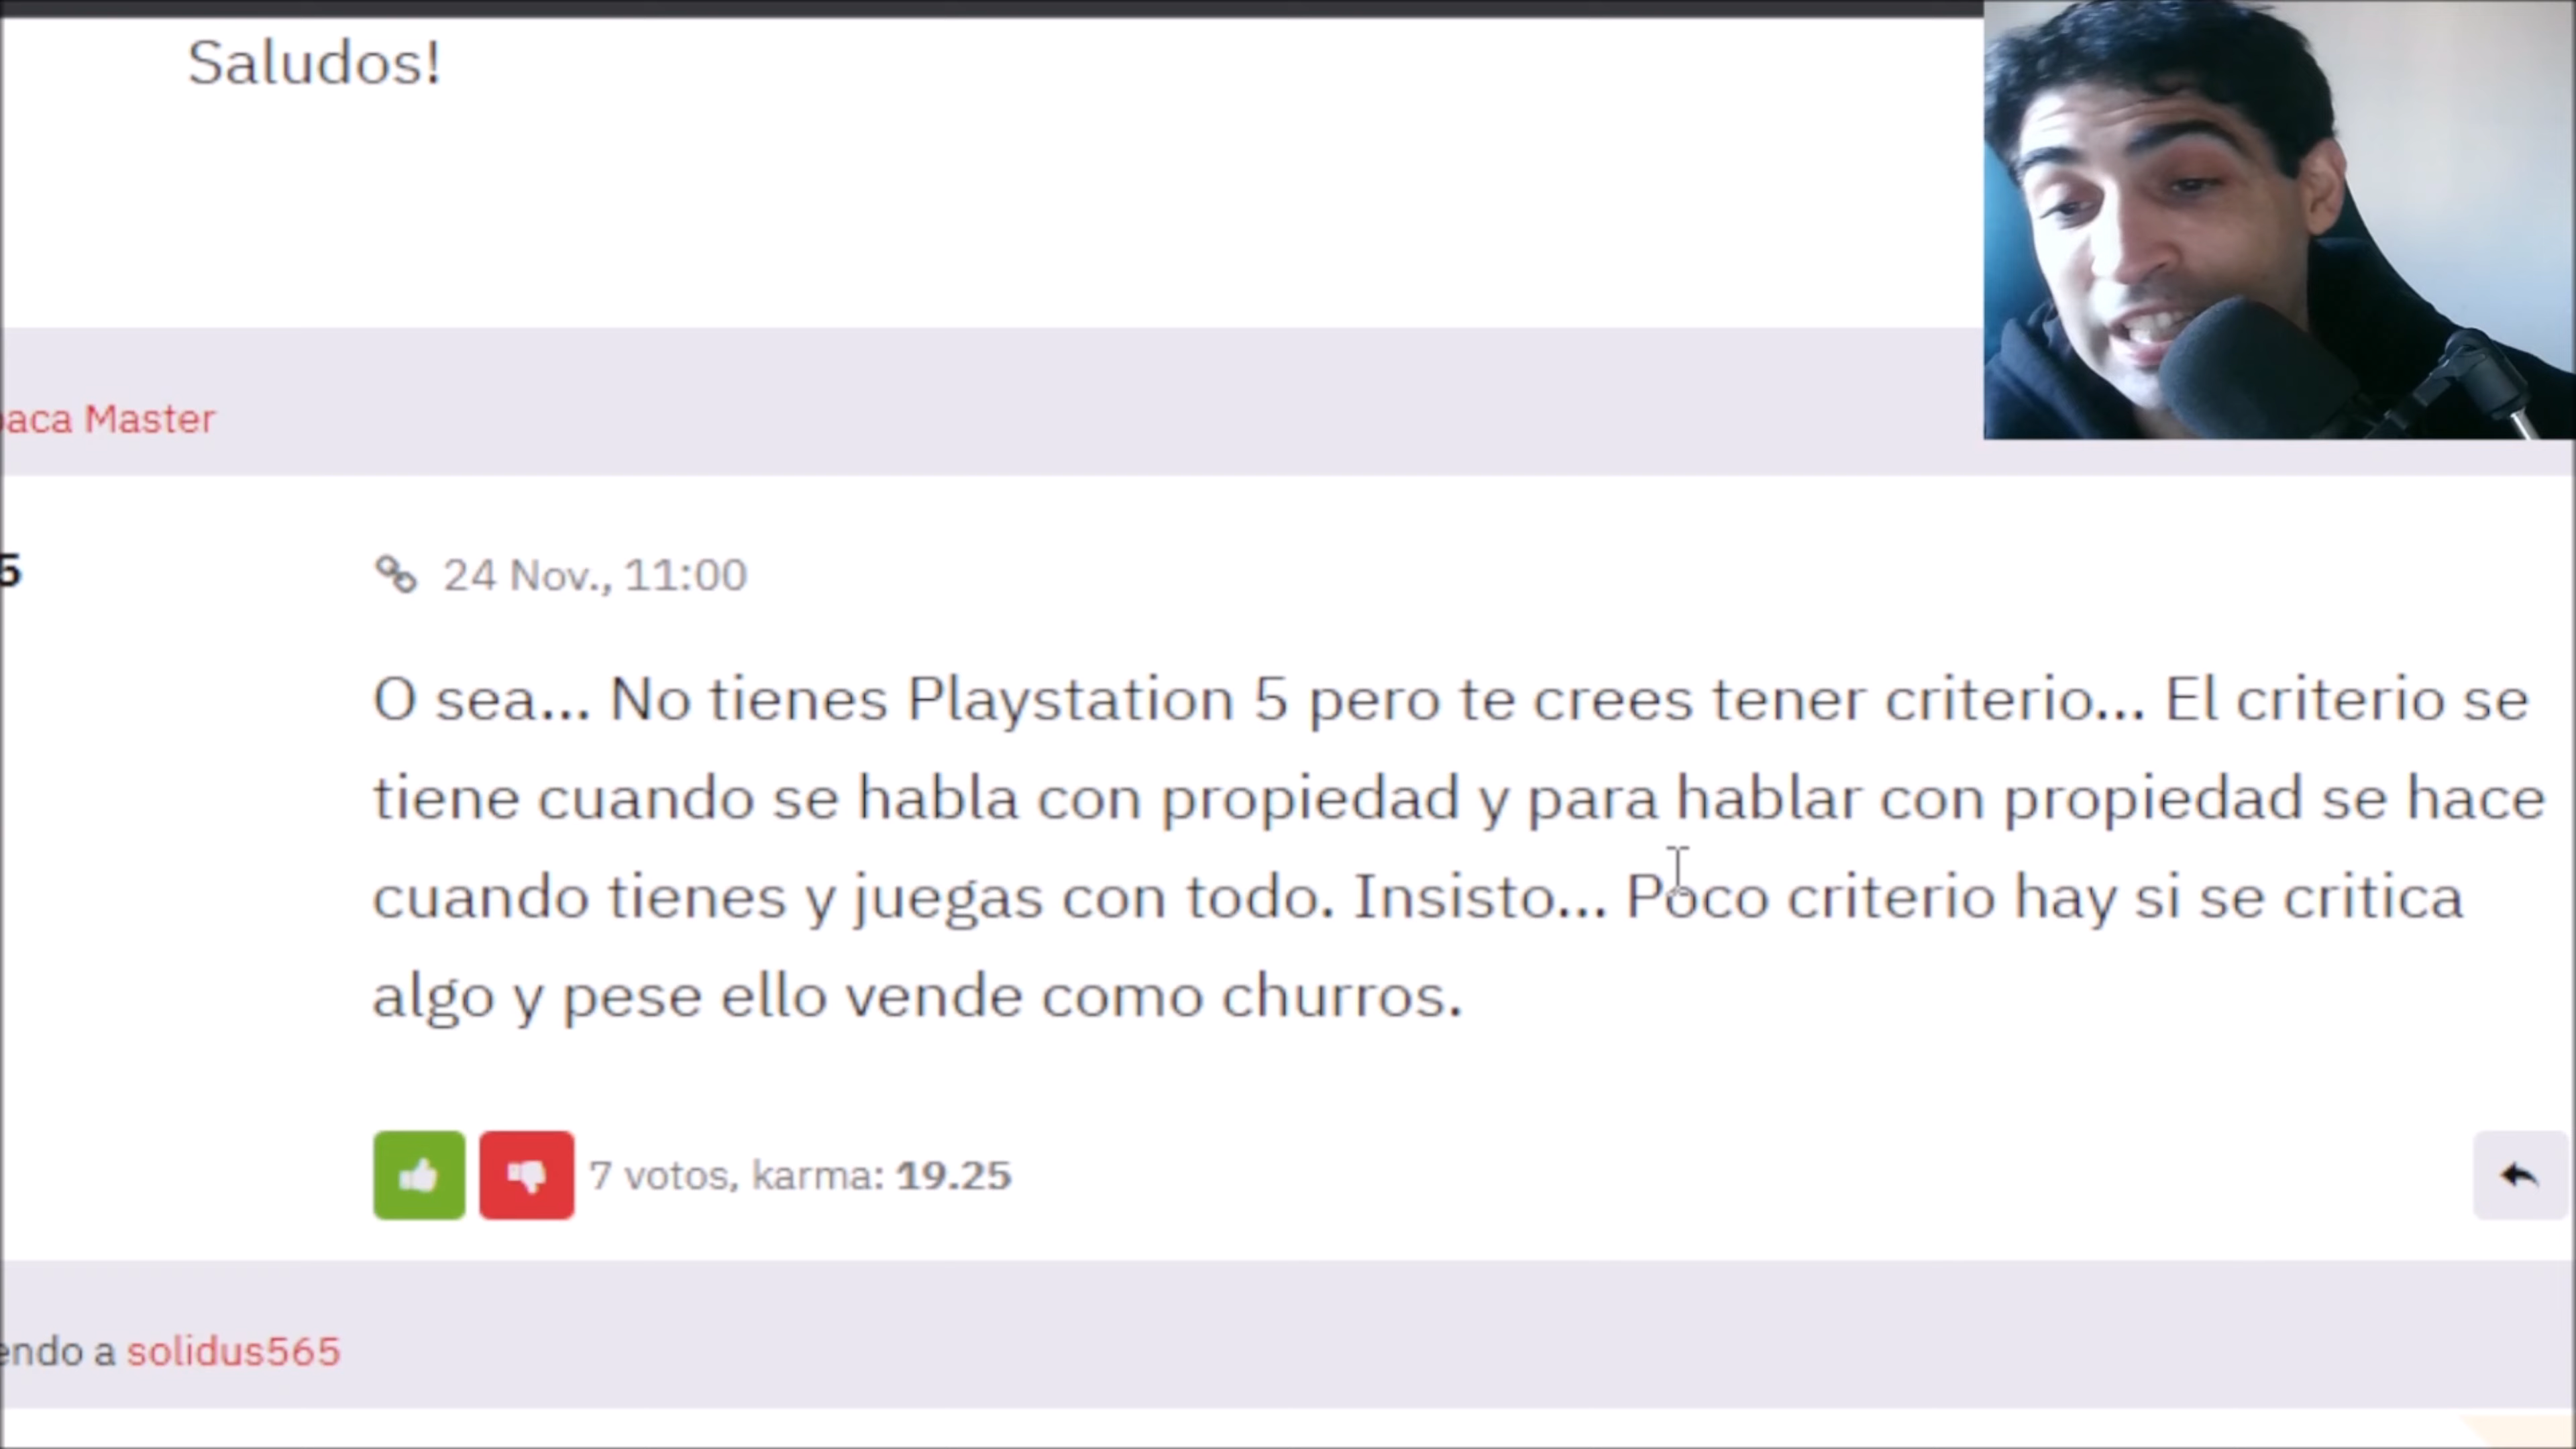 Saludos!
aca Master
5
24 Nov., 11:00
O sea... No tienes Playstation 5 pero te crees tener criterio... El criterio se
tiene cuando se habla con propiedad y para hablar con propiedad se hace
cuando tienes y juegas con todo. Insisto... Poco criterio hay si se critica
algo y pese ello vende como churros.
7 votos, karma: 19.25
endo a solidus565